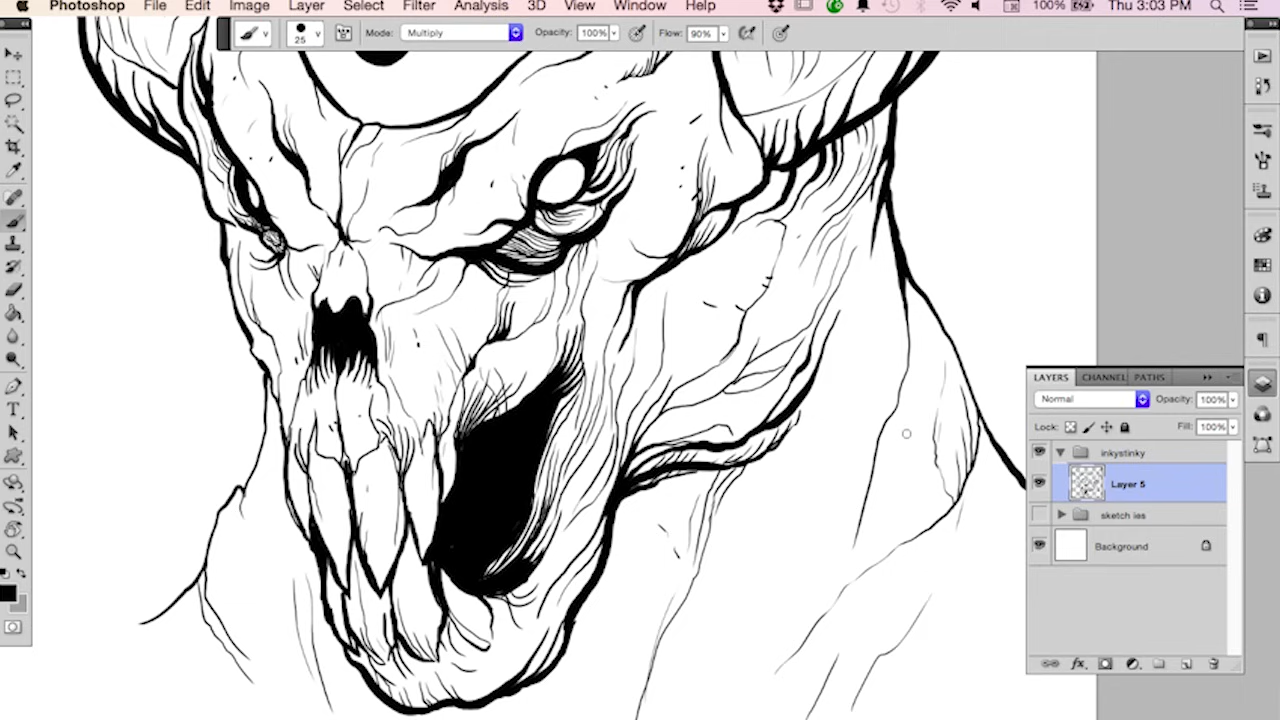 Photoshop File Edit Image Layer Select Filter Analysis 3D View Window Help 100% Thu 3:03 PM
25 Mode: Multiply Opacity: 100% Flow: 90%
LAYERS CHANNEL PATHS
Normal Opacity: 100%
Lock: Fill: 100%
inkystinky
Layer 5
sketch ies
Background